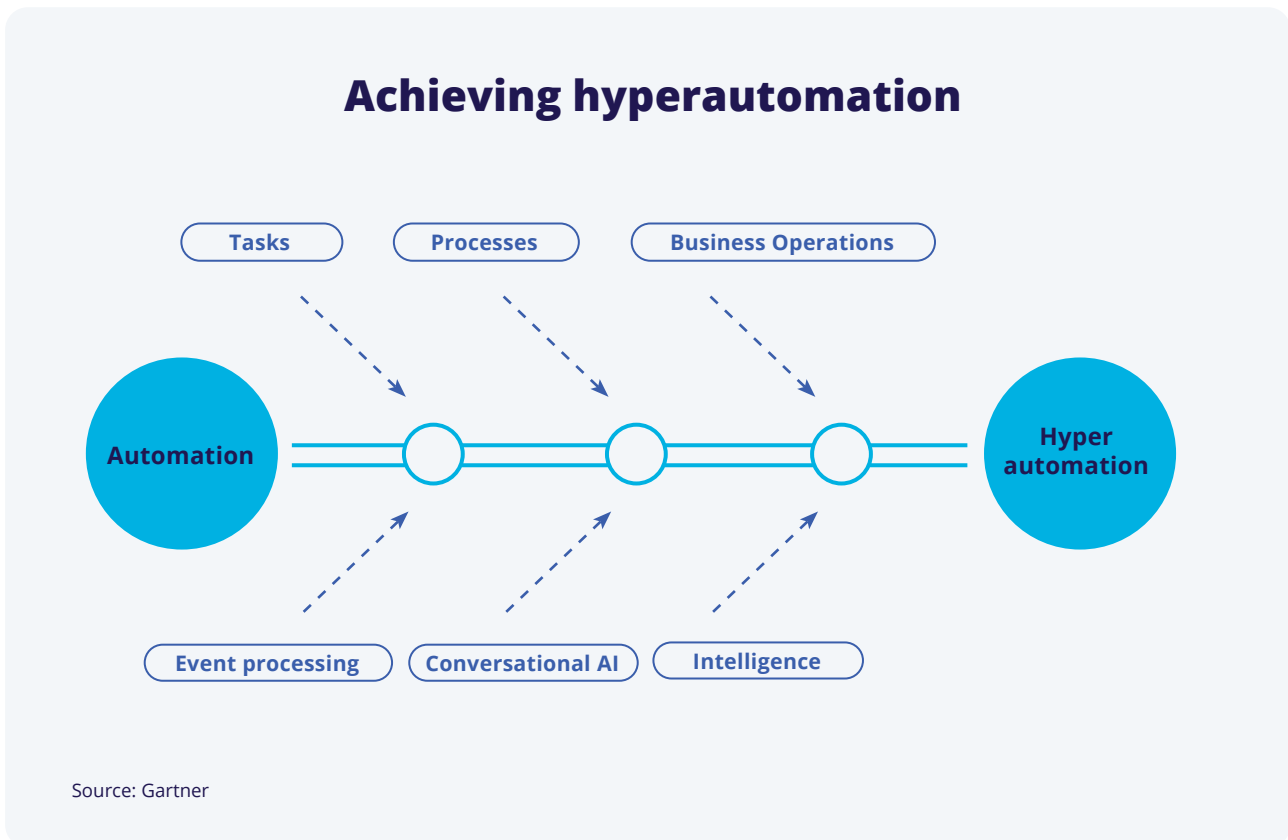 Achieving hyperautomation
Tasks
Processes
Business Operations
Automation
Hyper
automation
Event processing
Conversational AI
Intelligence
Source: Gartner